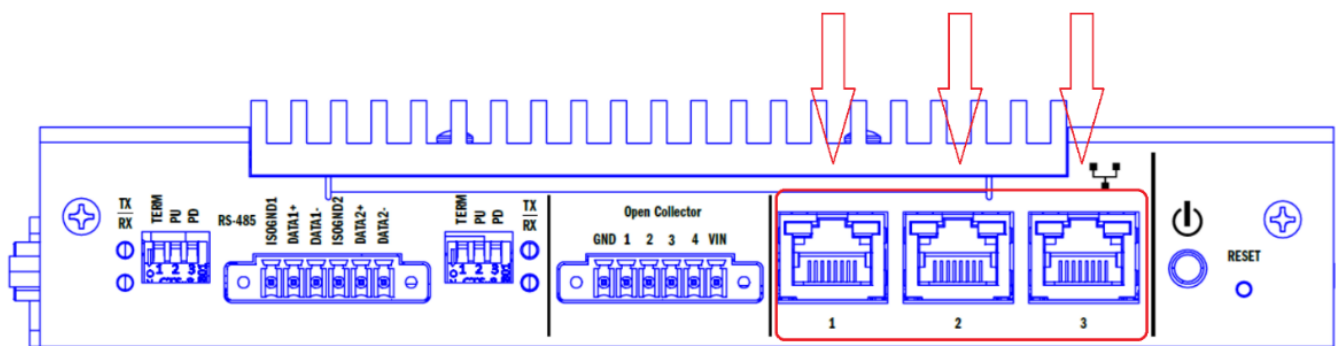 TX
RX
TERM
PU
PD
1 2 3
RS-485
ISOGND1
DATA1+
DATA1-
ISOGND2
DATA2+
DATA2-
TERM
PU
PD
1 2 3
TX
RX
Open Collector
GND 1 2 3 4 VIN
1
2
3
RESET